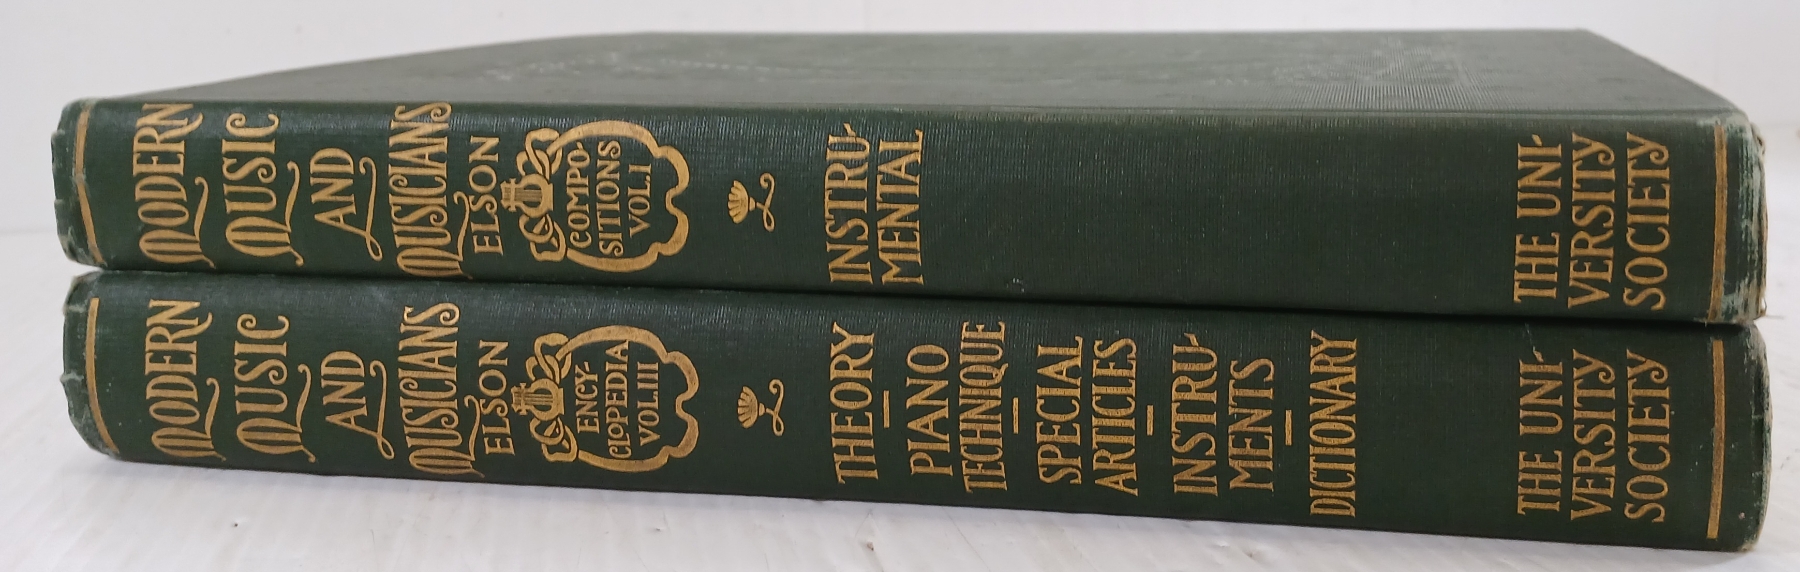 MODERN
MUSIC
AND
MUSICIANS
ELSON
COMPO-
SITIONS
VOL.I
INSTRU-
MENTAL
THE UNI-
VERSITY
SOCIETY
MODERN
MUSIC
AND
MUSICIANS
ELSON
ENCY-
CLOPEDIA
VOL.III
THEORY
PIANO
TECHNIQUE
SPECIAL
ARTICLES
INSTRU-
MENTS
DICTIONARY
THE UNI-
VERSITY
SOCIETY